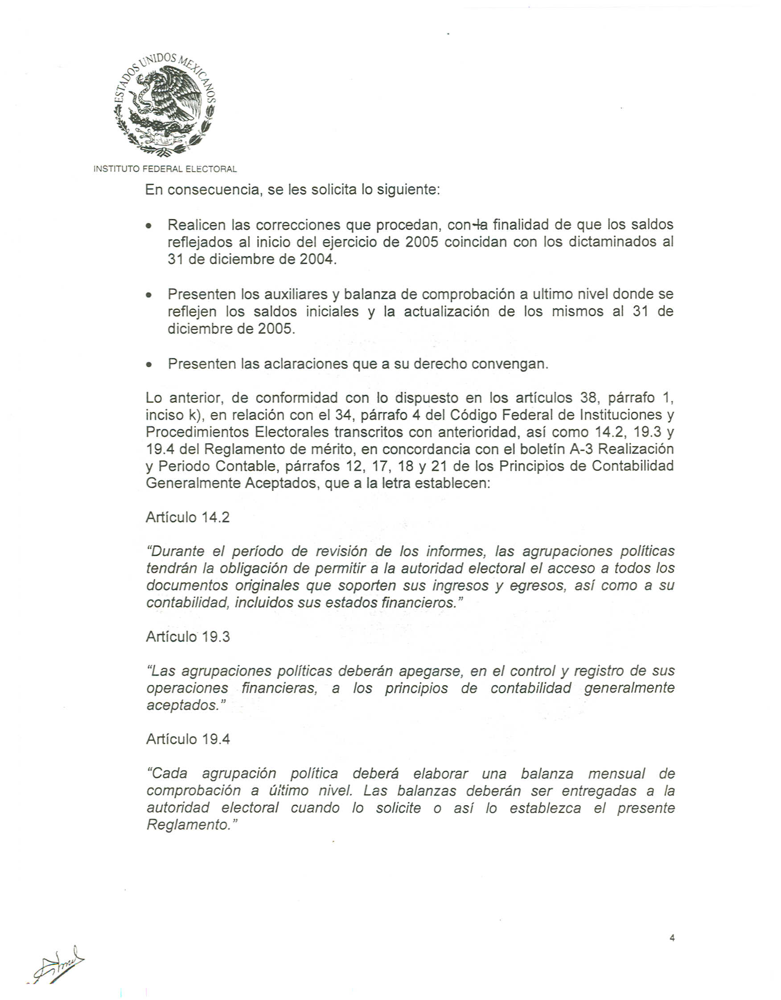 ESTADOS UNIDOS MEXICANOS
INSTITUTO FEDERAL ELECTORAL
En consecuencia, se les solicita lo siguiente:
• Realicen las correcciones que procedan, con la finalidad de que los saldos
reflejados al inicio del ejercicio de 2005 coincidan con los dictaminados al
31 de diciembre de 2004.
• Presenten los auxiliares y balanza de comprobación a ultimo nivel donde se
reflejen los saldos iniciales y la actualización de los mismos al 31 de
diciembre de 2005.
• Presenten las aclaraciones que a su derecho convengan.
Lo anterior, de conformidad con lo dispuesto en los artículos 38, párrafo 1,
inciso k), en relación con el 34, párrafo 4 del Código Federal de Instituciones y
Procedimientos Electorales transcritos con anterioridad, así como 14.2, 19.3 y
19.4 del Reglamento de mérito, en concordancia con el boletín A-3 Realización
y Periodo Contable, párrafos 12, 17, 18 y 21 de los Principios de Contabilidad
Generalmente Aceptados, que a la letra establecen:
Artículo 14.2
“Durante el período de revisión de los informes, las agrupaciones políticas
tendrán la obligación de permitir a la autoridad electoral el acceso a todos los
documentos originales que soporten sus ingresos y egresos, así como a su
contabilidad, incluidos sus estados financieros.”
Artículo 19.3
“Las agrupaciones políticas deberán apegarse, en el control y registro de sus
operaciones financieras, a los principios de contabilidad generalmente
aceptados.”
Artículo 19.4
“Cada agrupación política deberá elaborar una balanza mensual de
comprobación a último nivel. Las balanzas deberán ser entregadas a la
autoridad electoral cuando lo solicite o así lo establezca el presente
Reglamento.”
4